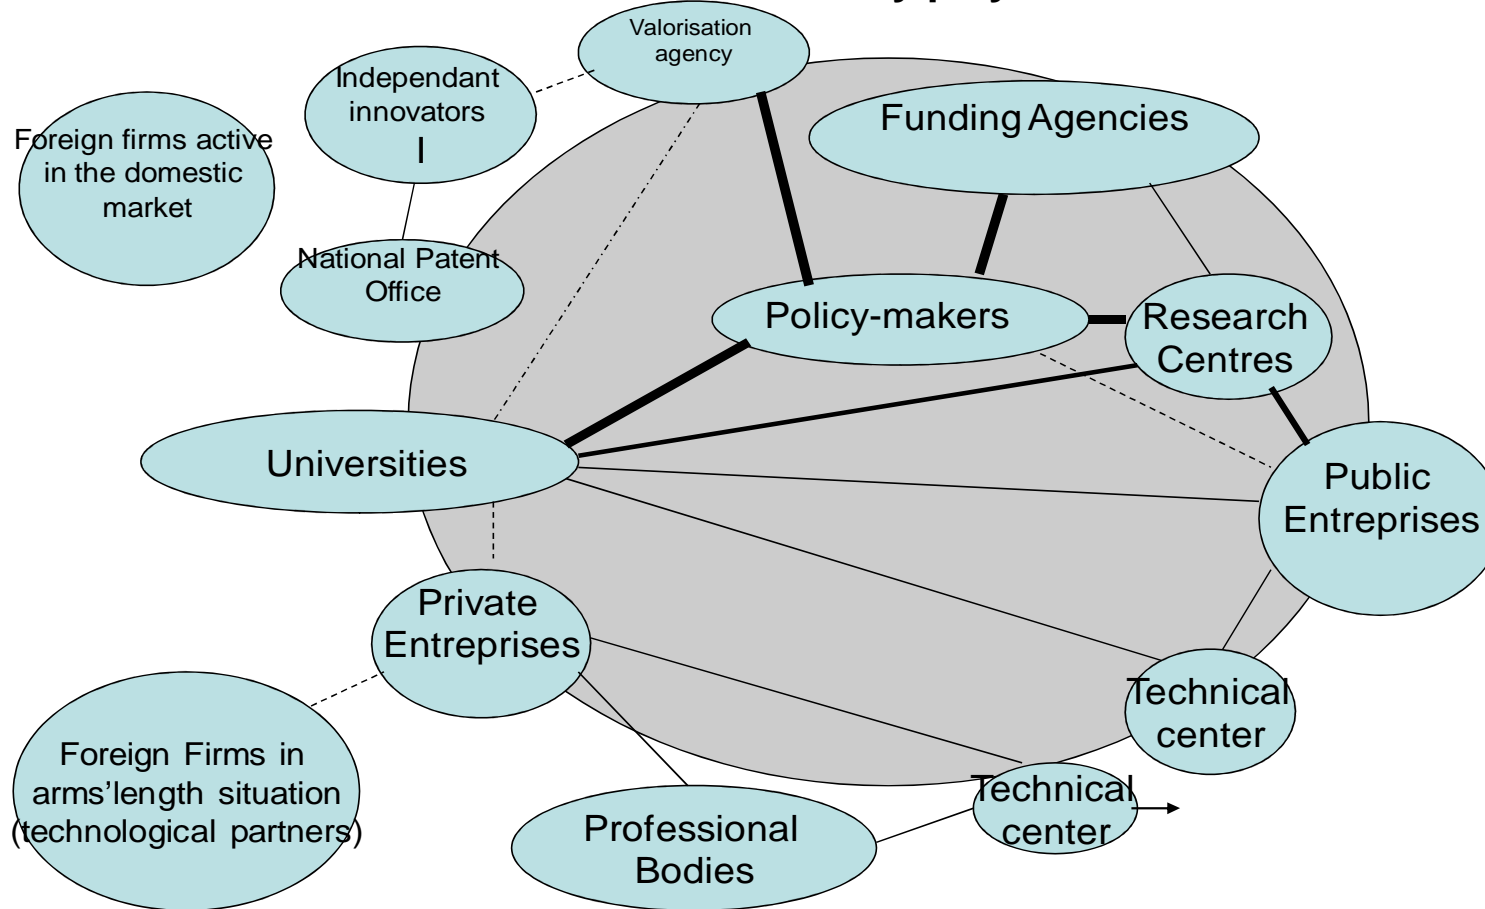 Valorisation
agency
Independant
innovators
I
Funding Agencies
Foreign firms active
in the domestic
market
National Patent
Office
Policy-makers
Research
Centres
Universities
Public
Entreprises
Private
Entreprises
Technical
center
Foreign Firms in
arms'length situation
(technological partners)
Technical
center
Professional
Bodies